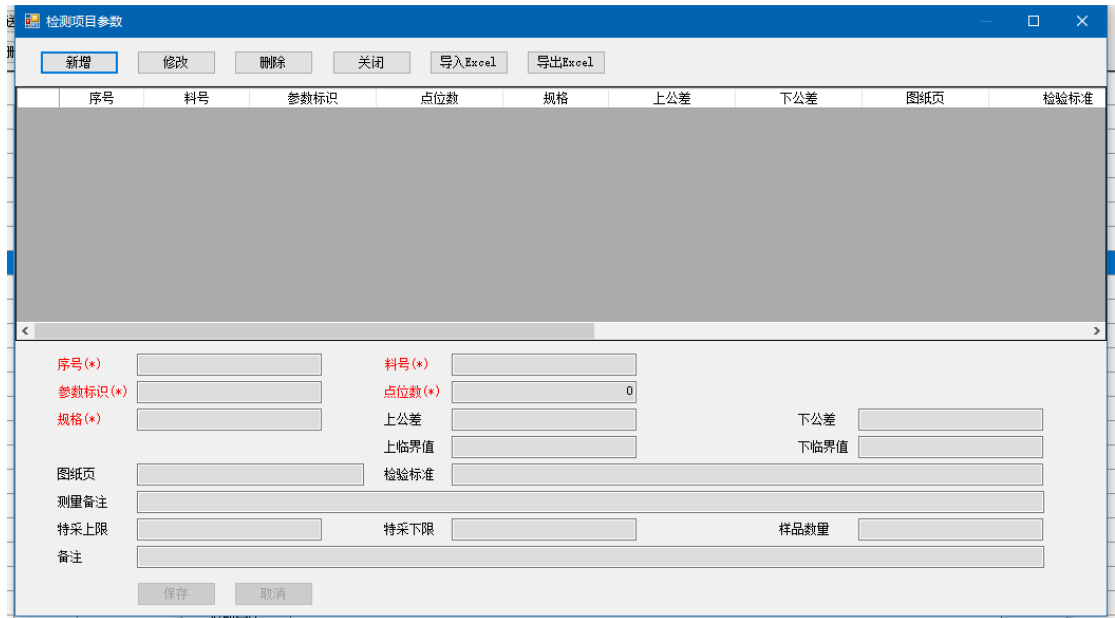 检测项目参数
新增 修改 删除 关闭 导入Excel 导出Excel
序号 料号 参数标识 点位数 规格 上公差 下公差 图纸页 检验标准
序号(*) 料号(*)
参数标识(*) 点位数(*) 0
规格(*) 上公差 下公差
上临界值 下临界值
图纸页 检验标准
测量备注
特采上限 特采下限 样品数量
备注
保存 取消